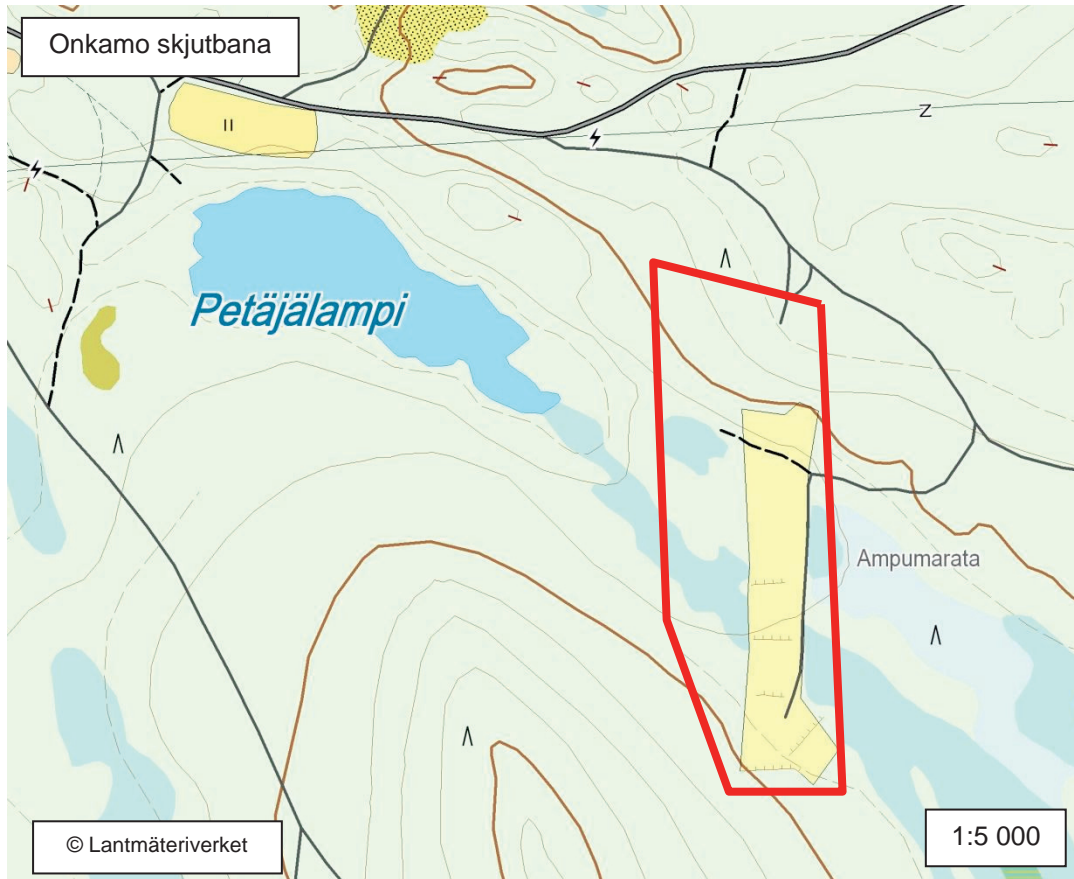 Onkamo skjutbana
Z
Petäjälampi
Ampumarata
© Lantmäteriverket
1:5 000